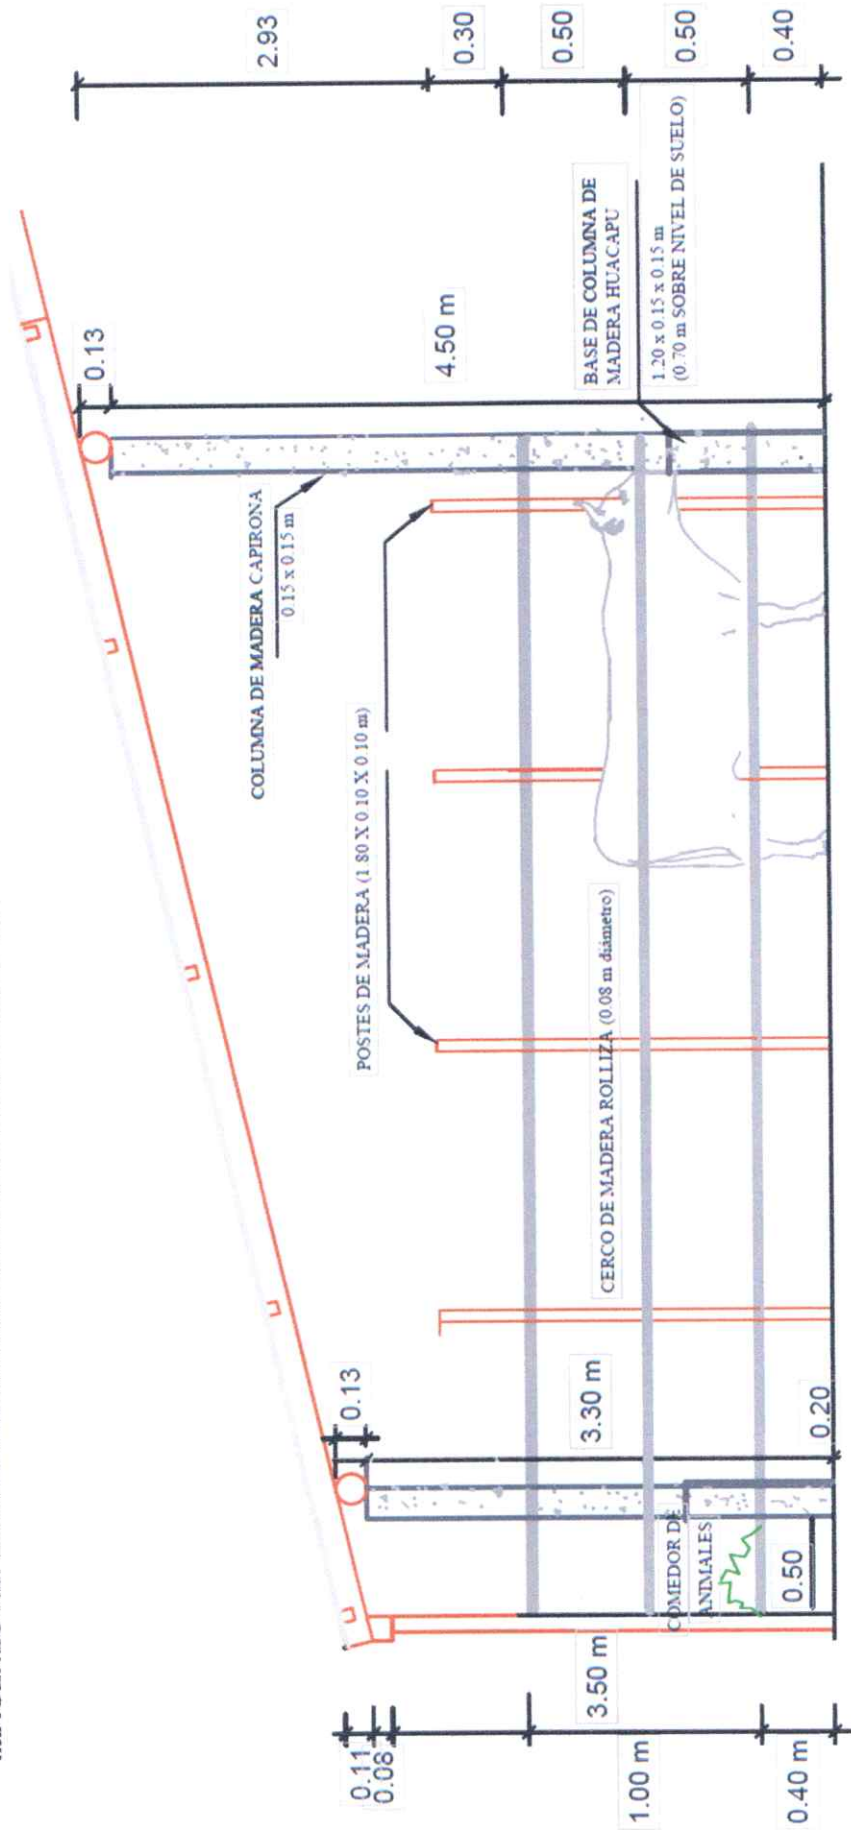 2.93
0.30
0.50
0.50
0.40
0.13
4.50 m
COLUMNA DE MADERA CAPIRONA
0.15 x 0.15 m
BASE DE COLUMNA DE
MADERA HUACAPU
1.20 x 0.15 x 0.15 m
(0.70 m SOBRE NIVEL DE SUELO)
POSTES DE MADERA (1 80 X 0 10 X 0 10 m)
CERCO DE MADERA ROLLIZA (0.08 m diámetro)
0.13
3.30 m
0.20
COMEDOR DE
ANIMALES
0.50
3.50 m
0.11
0.08
1.00 m
0.40 m